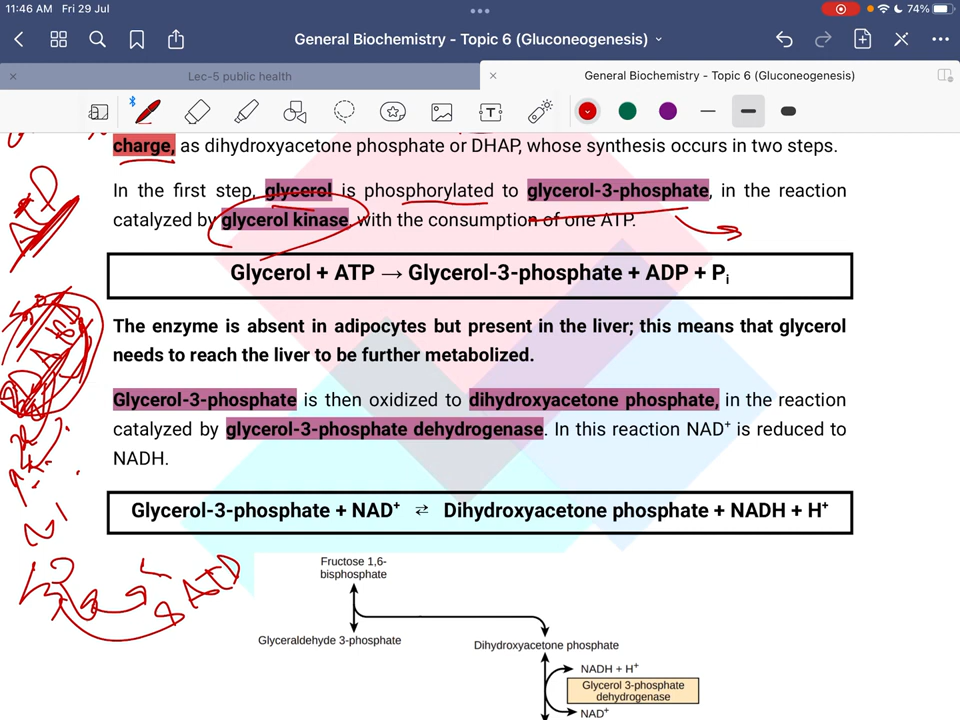 11:46 AM Fri 29 Jul
74%
General Biochemistry - Topic 6 (Gluconeogenesis)
Lec-5 public health
General Biochemistry - Topic 6 (Gluconeogenesis)
charge, as dihydroxyacetone phosphate or DHAP, whose synthesis occurs in two steps.
In the first step, glycerol is phosphorylated to glycerol-3-phosphate, in the reaction
catalyzed by glycerol kinase, with the consumption of one ATP.
Glycerol + ATP → Glycerol-3-phosphate + ADP + Pi
The enzyme is absent in adipocytes but present in the liver; this means that glycerol
needs to reach the liver to be further metabolized.
Glycerol-3-phosphate is then oxidized to dihydroxyacetone phosphate, in the reaction
catalyzed by glycerol-3-phosphate dehydrogenase. In this reaction NAD+ is reduced to
NADH.
Glycerol-3-phosphate + NAD+ ⇄ Dihydroxyacetone phosphate + NADH + H+
Fructose 1,6-
bisphosphate
Glyceraldehyde 3-phosphate
Dihydroxyacetone phosphate
NADH + H+
Glycerol 3-phosphate
dehydrogenase
NAD+